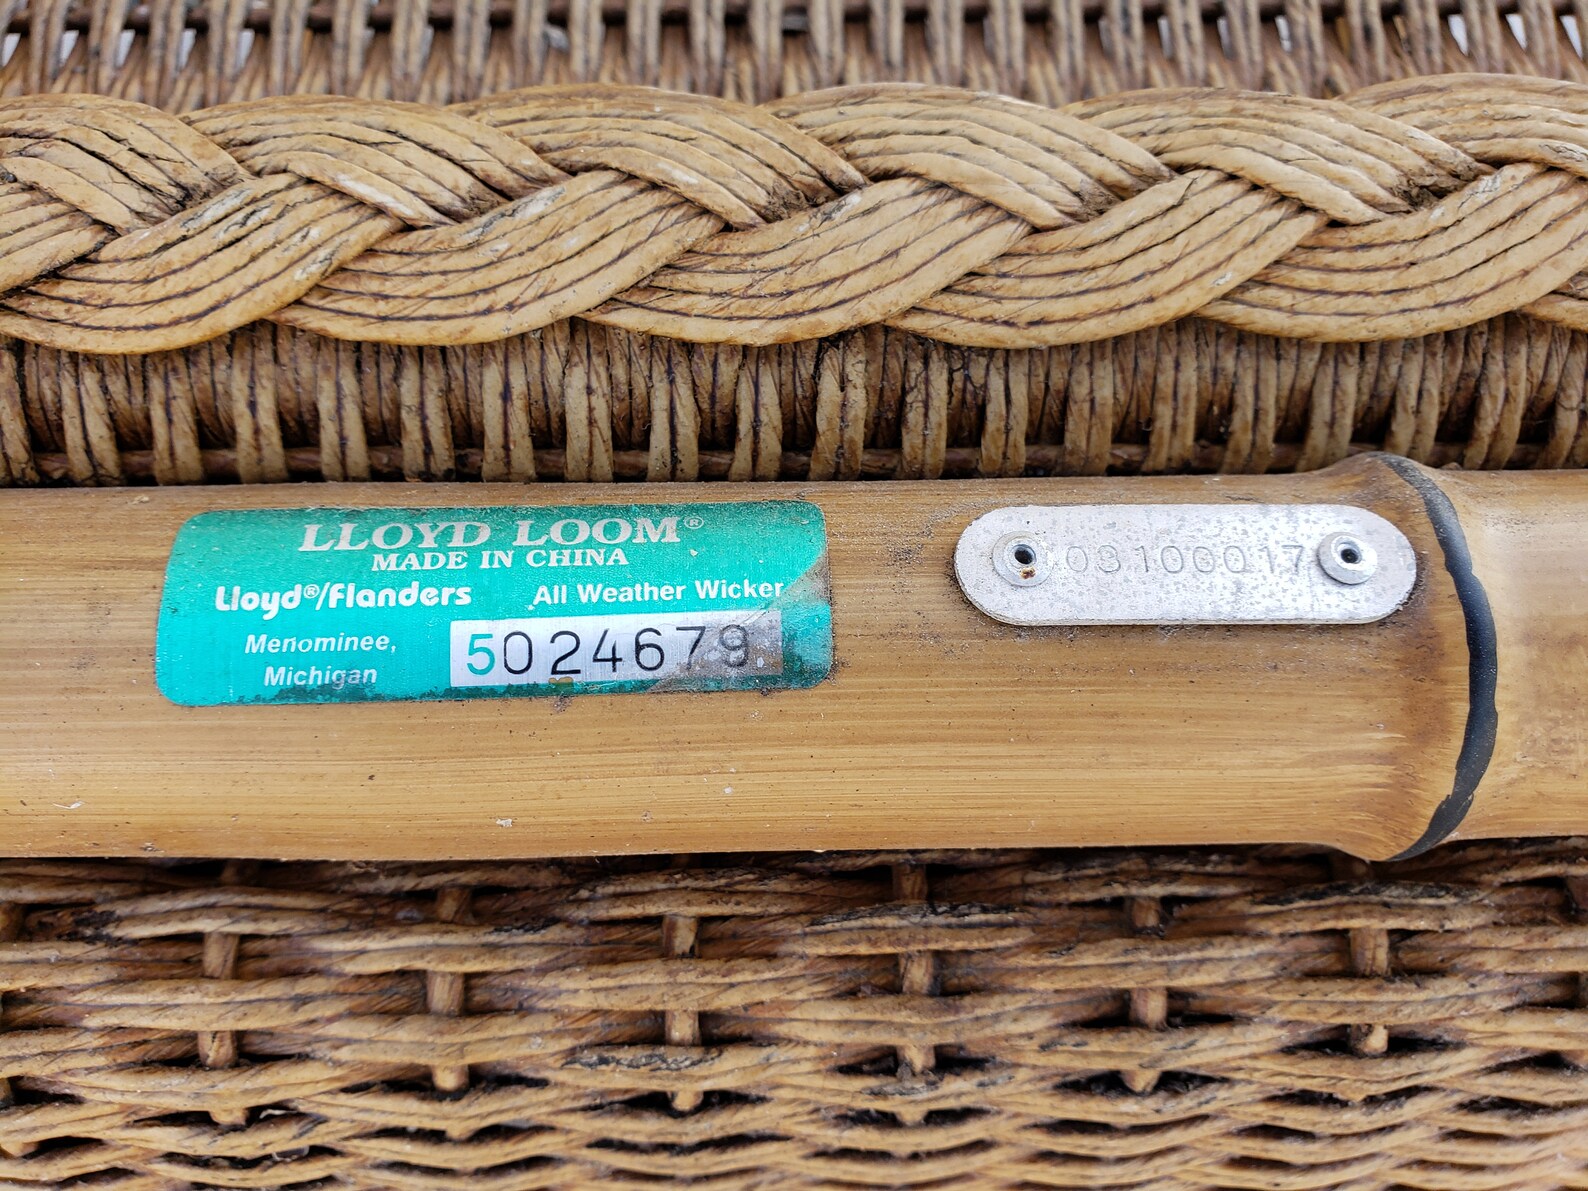 LLOYD LOOM®
MADE IN CHINA
Lloyd®/Flanders All Weather Wicker
Menominee,
Michigan
5024679
03100017